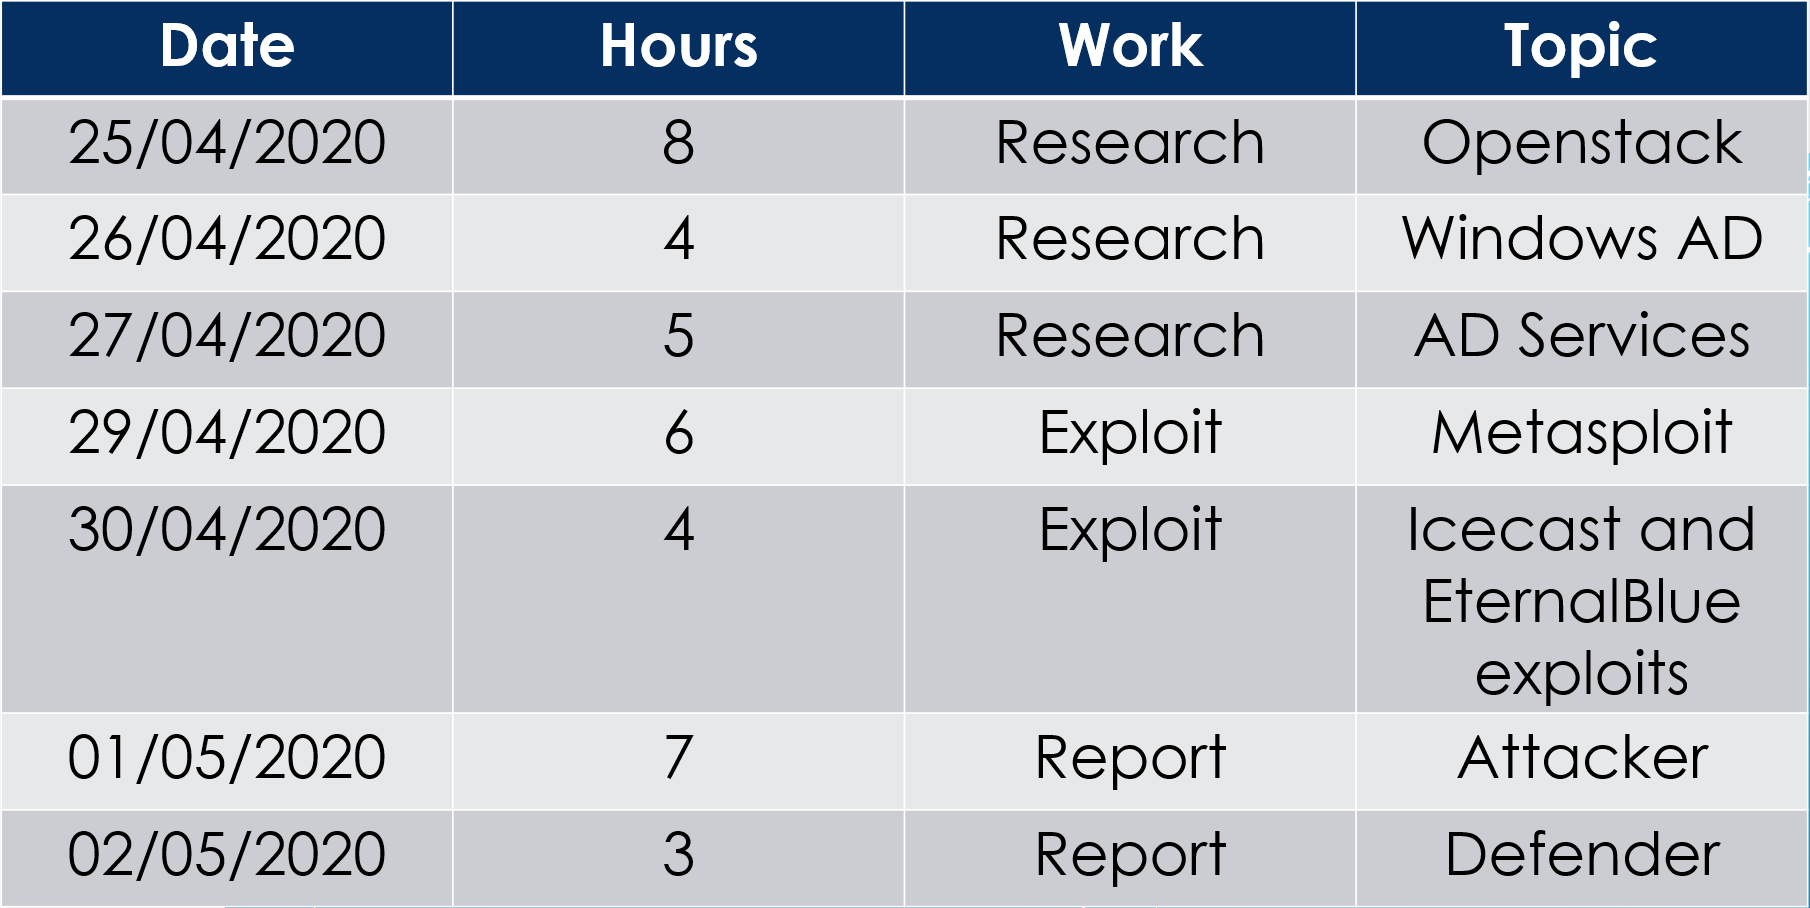 Date Hours Work Topic
25/04/2020 8 Research Openstack
26/04/2020 4 Research Windows AD
27/04/2020 5 Research AD Services
29/04/2020 6 Exploit Metasploit
30/04/2020 4 Exploit Icecast and
EternalBlue
exploits
01/05/2020 7 Report Attacker
02/05/2020 3 Report Defender